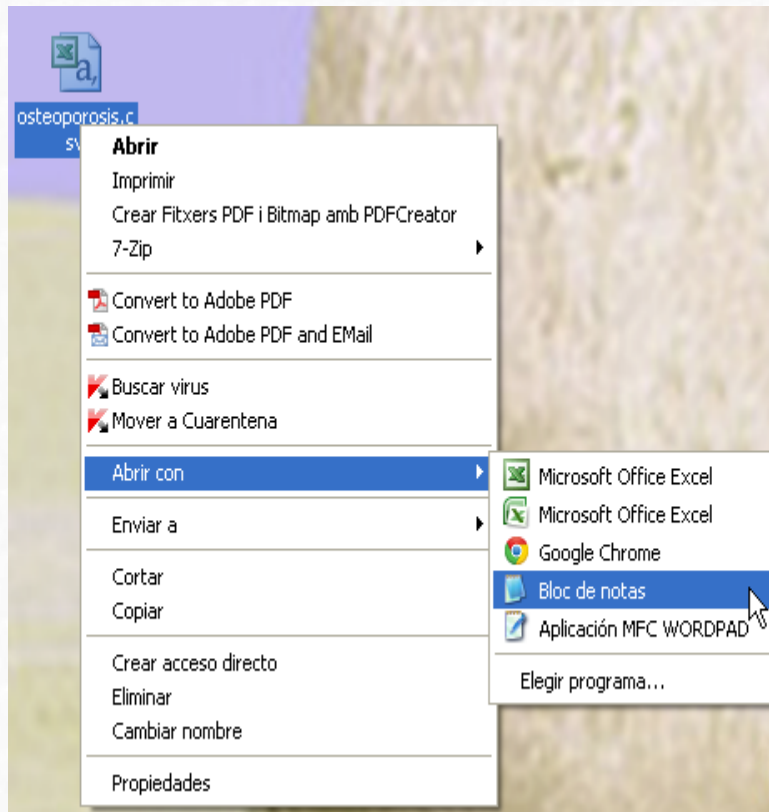 osteoporosis.c
sv
Abrir
Imprimir
Crear Fitxers PDF i Bitmap amb PDFCreator
7-Zip
Convert to Adobe PDF
Convert to Adobe PDF and EMail
Buscar virus
Mover a Cuarentena
Abrir con
Enviar a
Cortar
Copiar
Crear acceso directo
Eliminar
Cambiar nombre
Propiedades
Microsoft Office Excel
Microsoft Office Excel
Google Chrome
Bloc de notas
Aplicación MFC WORDPAD
Elegir programa...